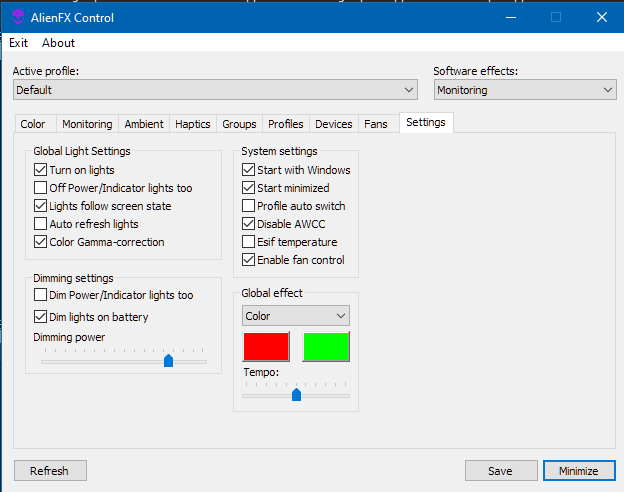 AlienFX Control
Exit About
Active profile: Software effects:
Default Monitoring
Color Monitoring Ambient Haptics Groups Profiles Devices Fans Settings
Global Light Settings
Turn on lights
Off Power/Indicator lights too
Lights follow screen state
Auto refresh lights
Color Gamma-correction
System settings
Start with Windows
Start minimized
Profile auto switch
Disable AWCC
Esif temperature
Enable fan control
Dimming settings
Dim Power/Indicator lights too
Dim lights on battery
Dimming power
Global effect
Color
Tempo:
Refresh Save Minimize